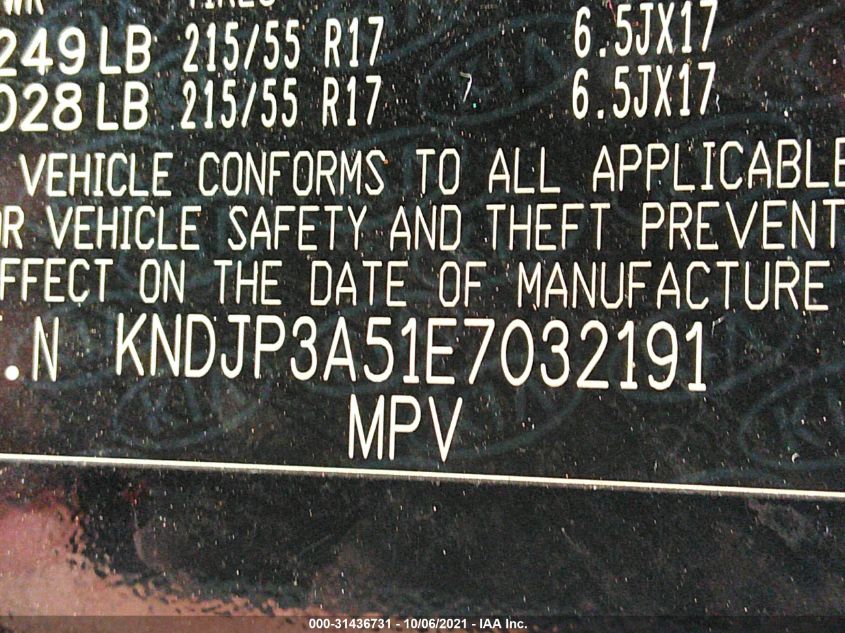 TIRES
249 LB 215/55 R17 6.5JX17
028 LB 215/55 R17 6.5JX17
VEHICLE CONFORMS TO ALL APPLICABLE
OR VEHICLE SAFETY AND THEFT PREVENT
FFECT ON THE DATE OF MANUFACTURE
.N KNDJP3A51E7032191
MPV
000-31436731 - 10/06/2021 - IAA Inc.